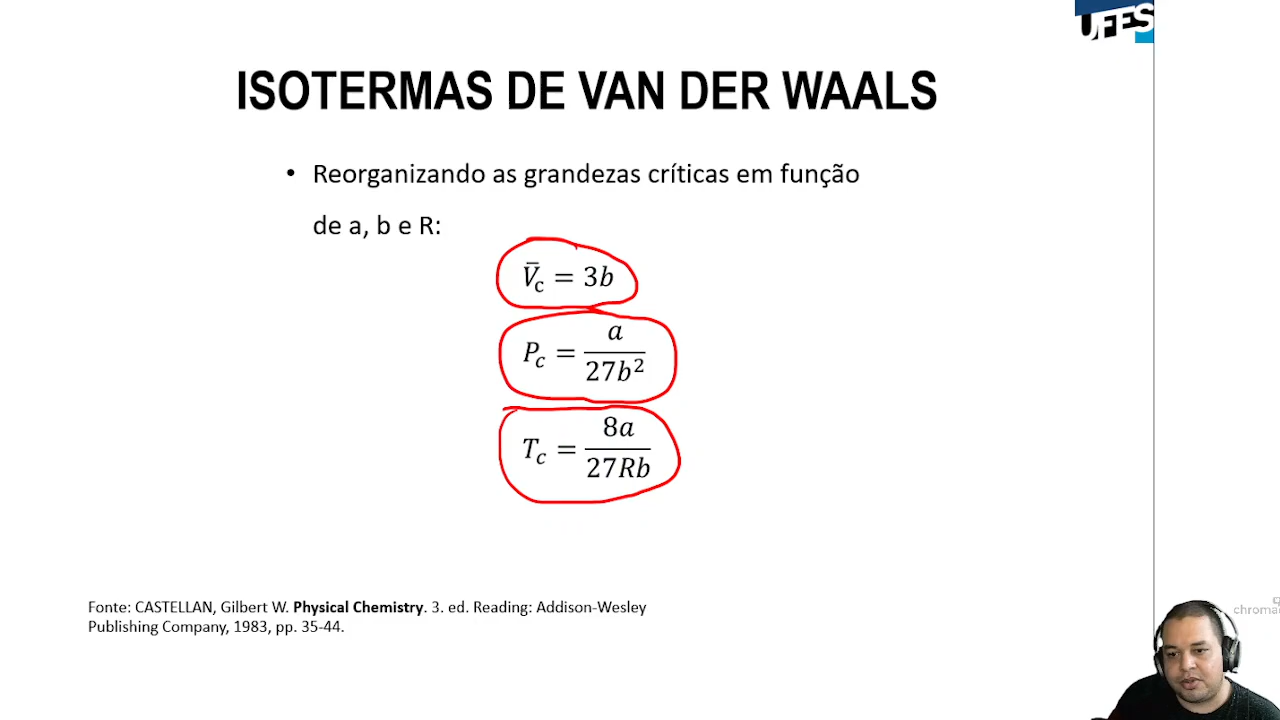 UFES
ISOTERMAS DE VAN DER WAALS
• Reorganizando as grandezas críticas em função
de a, b e R:
V̄c = 3b
Pc = a / 27b²
Tc = 8a / 27Rb
Fonte: CASTELLAN, Gilbert W. Physical Chemistry. 3. ed. Reading: Addison-Wesley
Publishing Company, 1983, pp. 35-44.